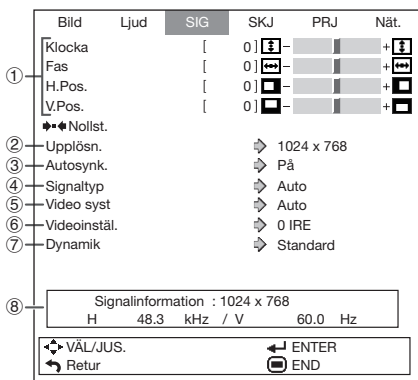 Bild Ljud SIG SKJ PRJ Nät.
① Klocka [ 0 ] - +
Fas [ 0 ] - +
H.Pos. [ 0 ] - +
V.Pos. [ 0 ] - +
Nollst.
② Upplösn. 1024 x 768
③ Autosynk. På
④ Signaltyp Auto
⑤ Video syst Auto
⑥ Videoinstäl. 0 IRE
⑦ Dynamik Standard
⑧ Signalinformation : 1024 x 768
H 48.3 kHz / V 60.0 Hz
VÄL/JUS. ENTER
Retur END